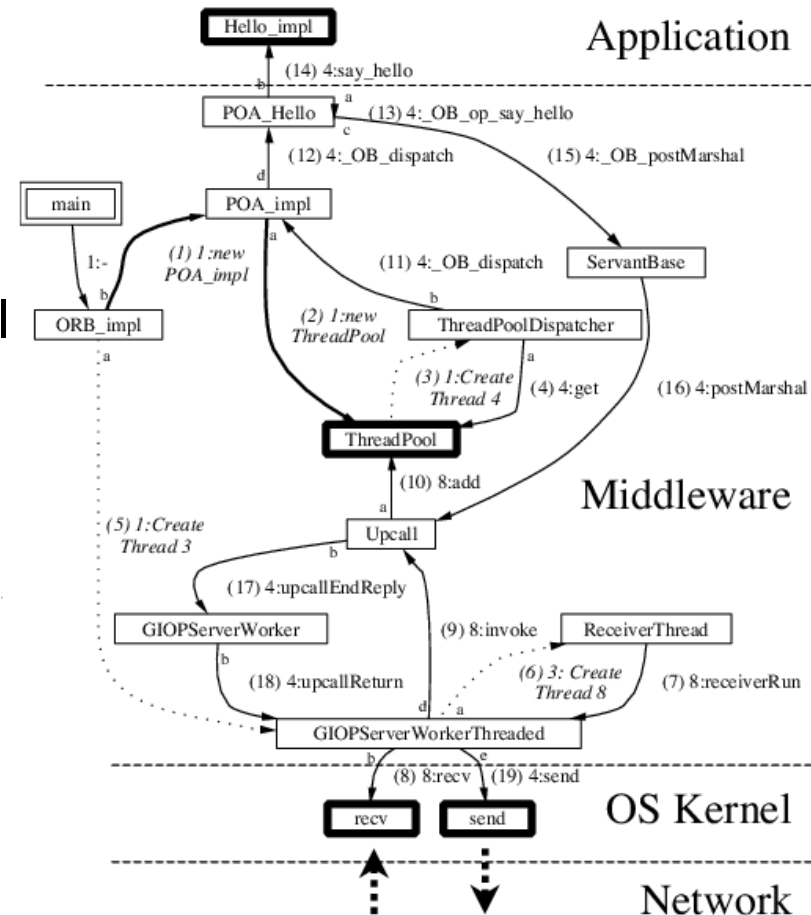 Hello_impl
Application
(14) 4:say_hello
b
a
POA_Hello
(13) 4:_OB_op_say_hello
c
(12) 4:_OB_dispatch
(15) 4:_OB_postMarshal
d
main
POA_impl
a
(1) 1:new
POA_impl
1:-
(11) 4:_OB_dispatch
ServantBase
b
b
ORB_impl
(2) 1:new
ThreadPool
ThreadPoolDispatcher
a
a
(3) 1:Create
Thread 4
(4) 4:get
(16) 4:postMarshal
ThreadPool
(10) 8:add
Middleware
a
(5) 1:Create
Thread 3
Upcall
b
(17) 4:upcallEndReply
GIOPServerWorker
(9) 8:invoke
ReceiverThread
b
(18) 4:upcallReturn
(6) 3: Create
Thread 8
(7) 8:receiverRun
d
a
GIOPServerWorkerThreaded
b
e
(8) 8:recv
(19) 4:send
OS Kernel
recv
send
Network